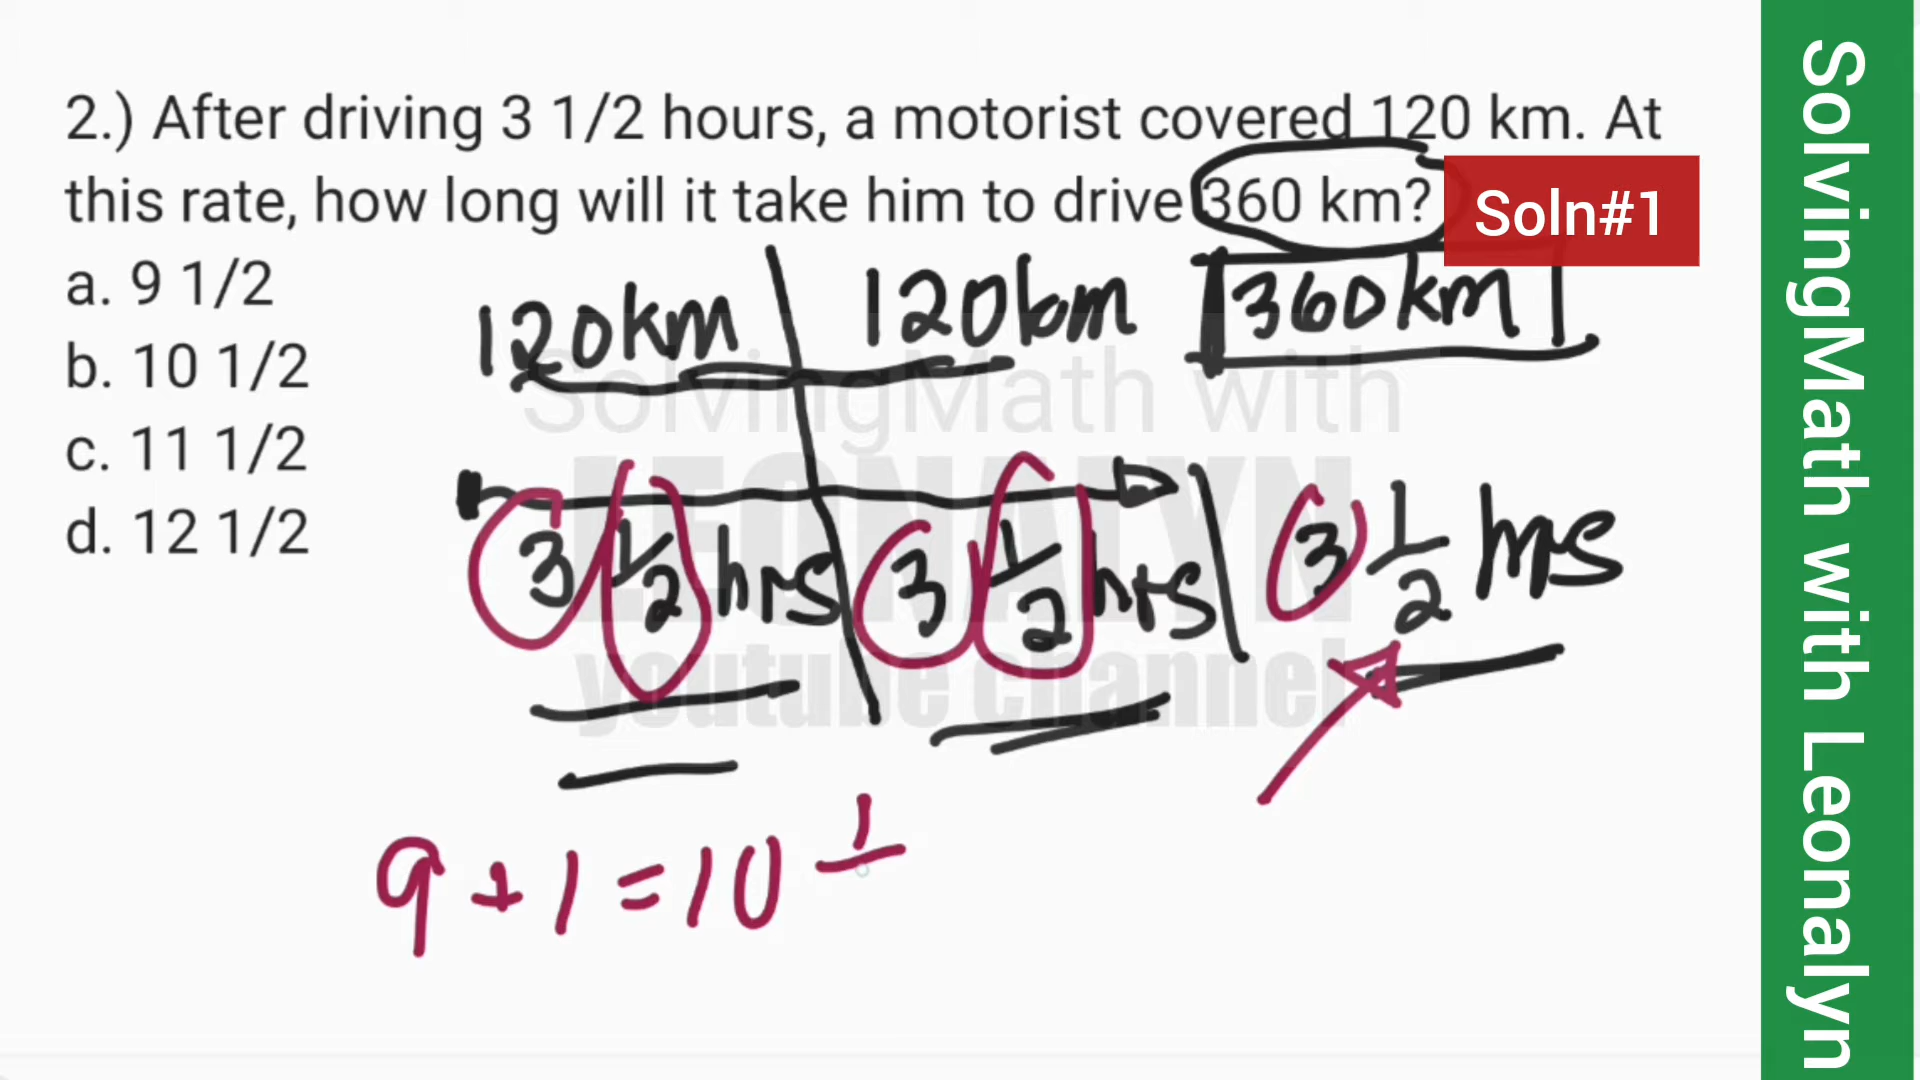 2.) After driving 3 1/2 hours, a motorist covered 120 km. At
this rate, how long will it take him to drive 360 km?
Soln#1
a. 9 1/2
b. 10 1/2
c. 11 1/2
d. 12 1/2
120km 120km 360km
SolvingMath with
LEONALYN
youtube channel
3 1/2 hrs 3 1/2 hrs 3 1/2 hrs
9 + 1 = 10 1
SolvingMath with Leonalyn